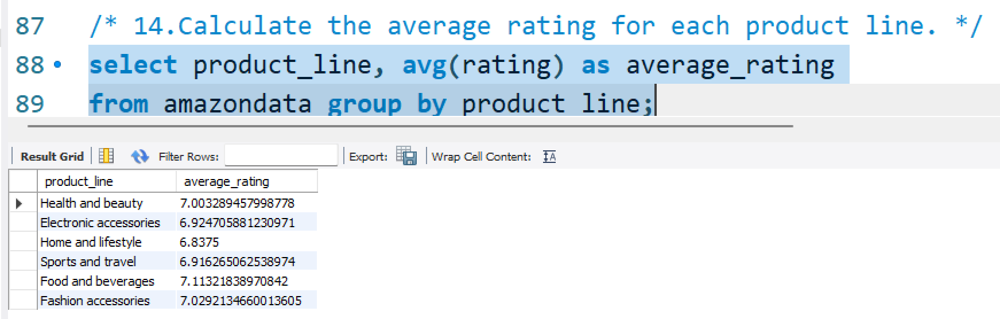 87 /* 14.Calculate the average rating for each product line. */
88 select product_line, avg(rating) as average_rating
89 from amazondata group by product_line;
Result Grid Filter Rows: Export: Wrap Cell Content:
product_line average_rating
Health and beauty 7.003289457998778
Electronic accessories 6.924705881230971
Home and lifestyle 6.8375
Sports and travel 6.916265062538974
Food and beverages 7.11321838970842
Fashion accessories 7.0292134660013605